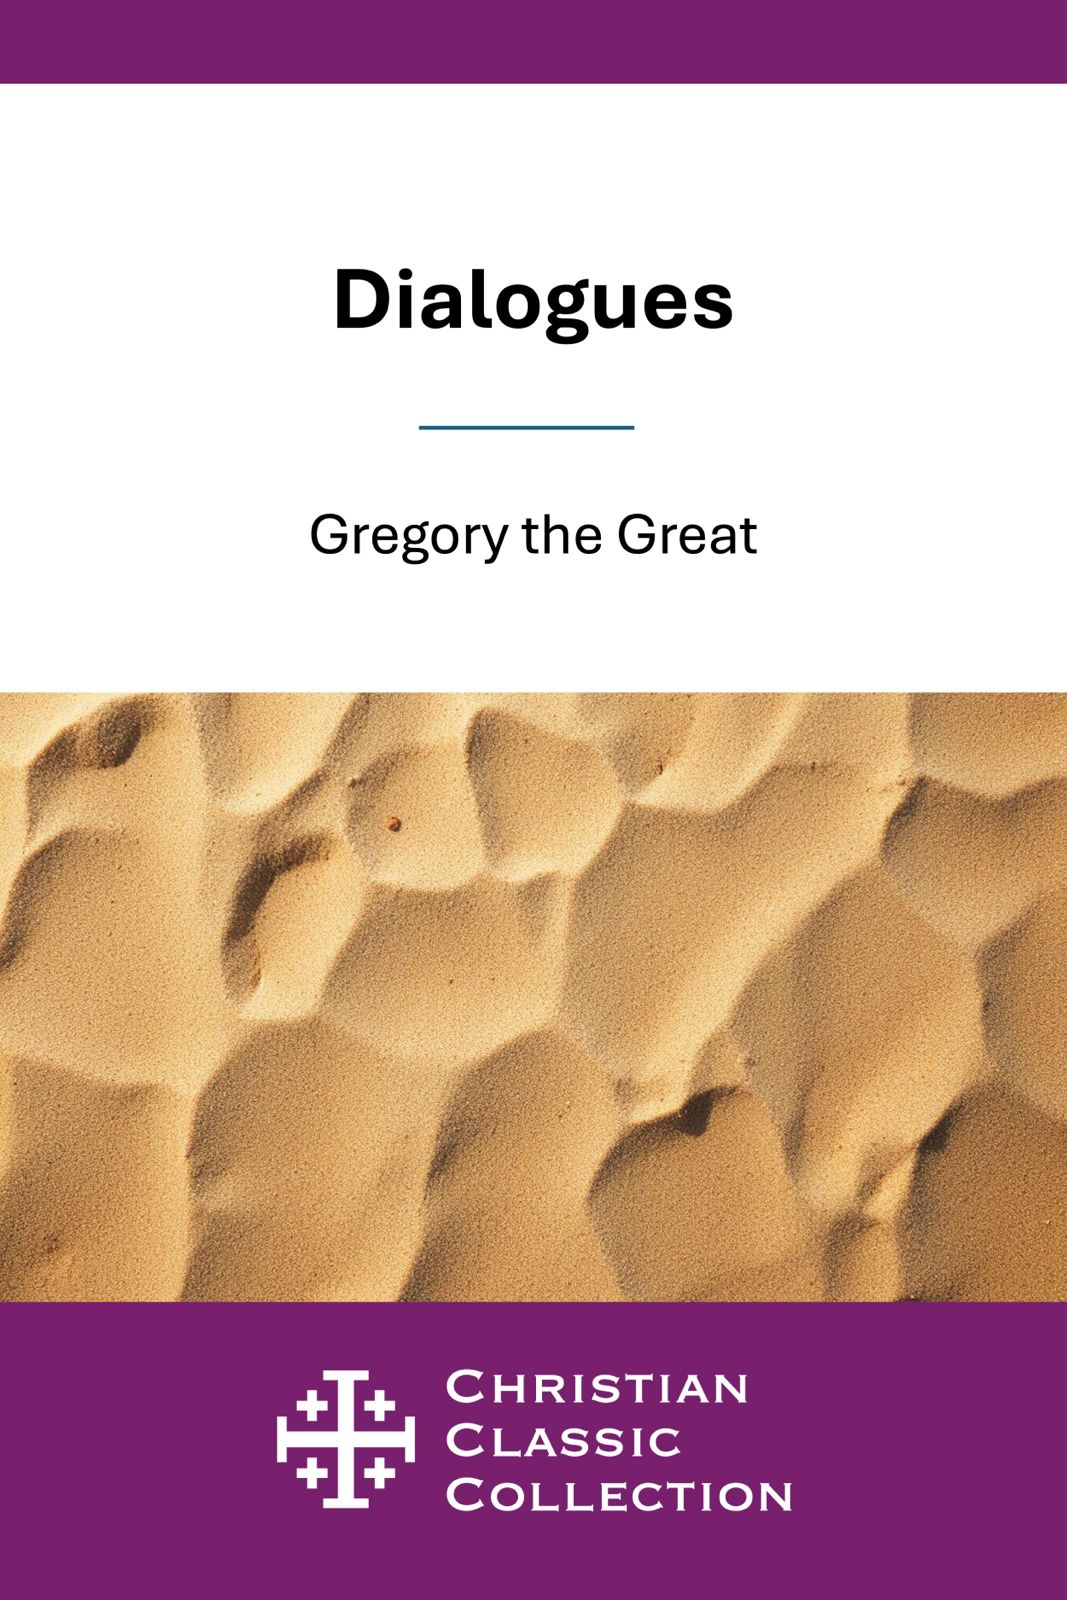 Dialogues
Gregory the Great
CHRISTIAN
CLASSIC
COLLECTION